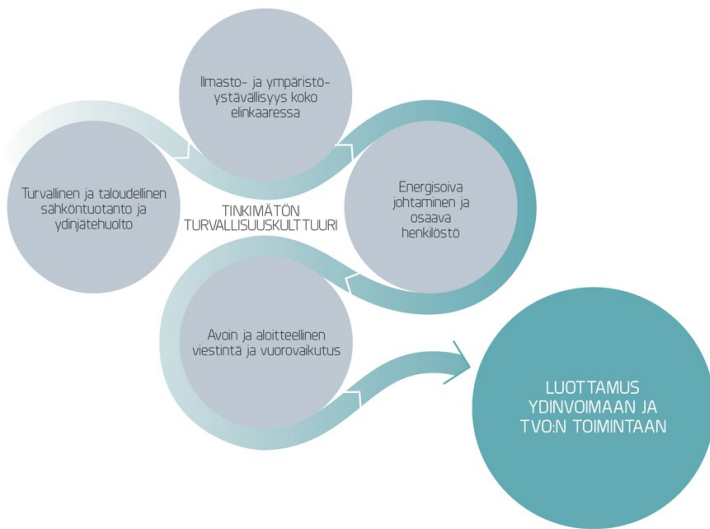 Ilmasto- ja ympäristö-
ystävällisyys koko
elinkaaressa
Turvallinen ja taloudellinen
sähköntuotanto ja
ydinjätehuolto
TINKIMÄTÖN
TURVALLISUUSKULTTUURI
Energisoiva
johtaminen ja
osaava
henkilöstö
Avoin ja aloitteellinen
viestintä ja vuorovaikutus
LUOTTAMUS
YDINVOIMAAN JA
TVO:N TOIMINTAAN